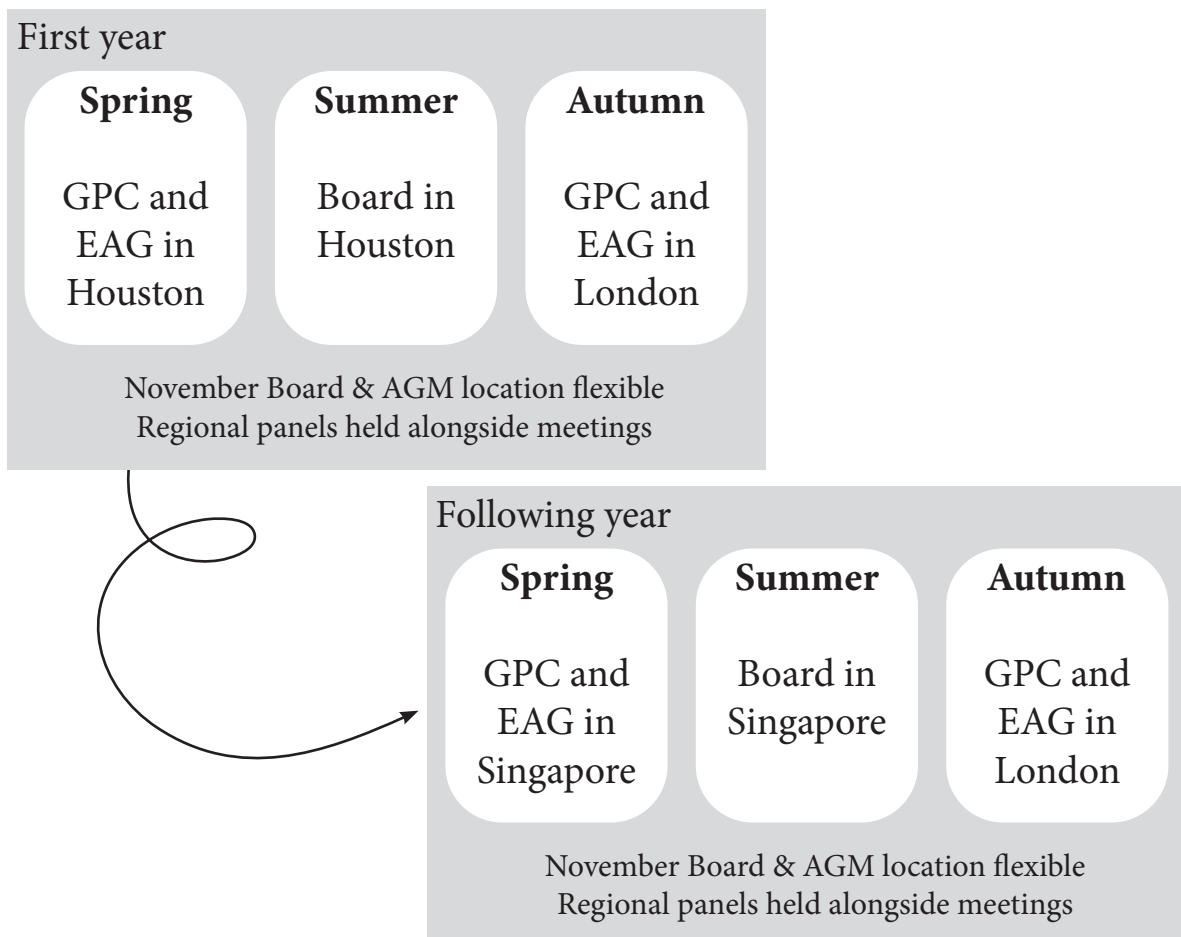 First year
Spring
GPC and
EAG in
Houston
Summer
Board in
Houston
Autumn
GPC and
EAG in
London
November Board & AGM location flexible
Regional panels held alongside meetings
Following year
Spring
GPC and
EAG in
Singapore
Summer
Board in
Singapore
Autumn
GPC and
EAG in
London
November Board & AGM location flexible
Regional panels held alongside meetings